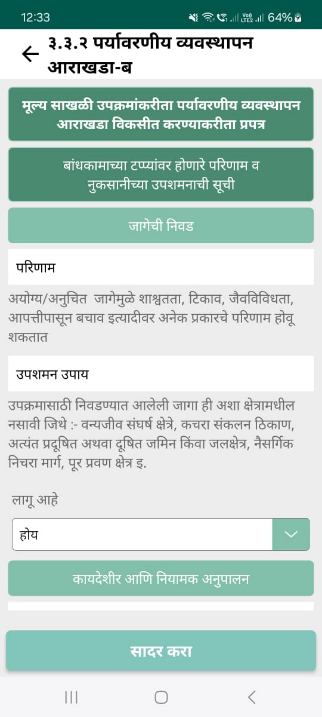 12:33
64%
३.३.२ पर्यावरणीय व्यवस्थापन
आराखडा-ब
मूल्य साखळी उपक्रमांकरीता पर्यावरणीय व्यवस्थापन
आराखडा विकसीत करण्याकरीता प्रपत्र
बांधकामाच्या टप्प्यांवर होणारे परिणाम व
नुकसानीच्या उपशमनाची सूची
जागेची निवड
परिणाम
अयोग्य/अनुचित जागेमुळे शाश्वतता, टिकाव, जैवविविधता,
आपत्तीपासून बचाव इत्यादीवर अनेक प्रकारचे परिणाम होवू
शकतात
उपशमन उपाय
उपक्रमासाठी निवडण्यात आलेली जागा ही अशा क्षेत्रामधील
नसावी जिथे :- वन्यजीव संघर्ष क्षेत्रे, कचरा संकलन ठिकाण,
अत्यंत प्रदूषित अथवा दूषित जमिन किंवा जलक्षेत्र, नैसर्गिक
निचरा मार्ग, पूर प्रवण क्षेत्र इ.
लागू आहे
होय
कायदेशीर आणि नियामक अनुपालन
सादर करा